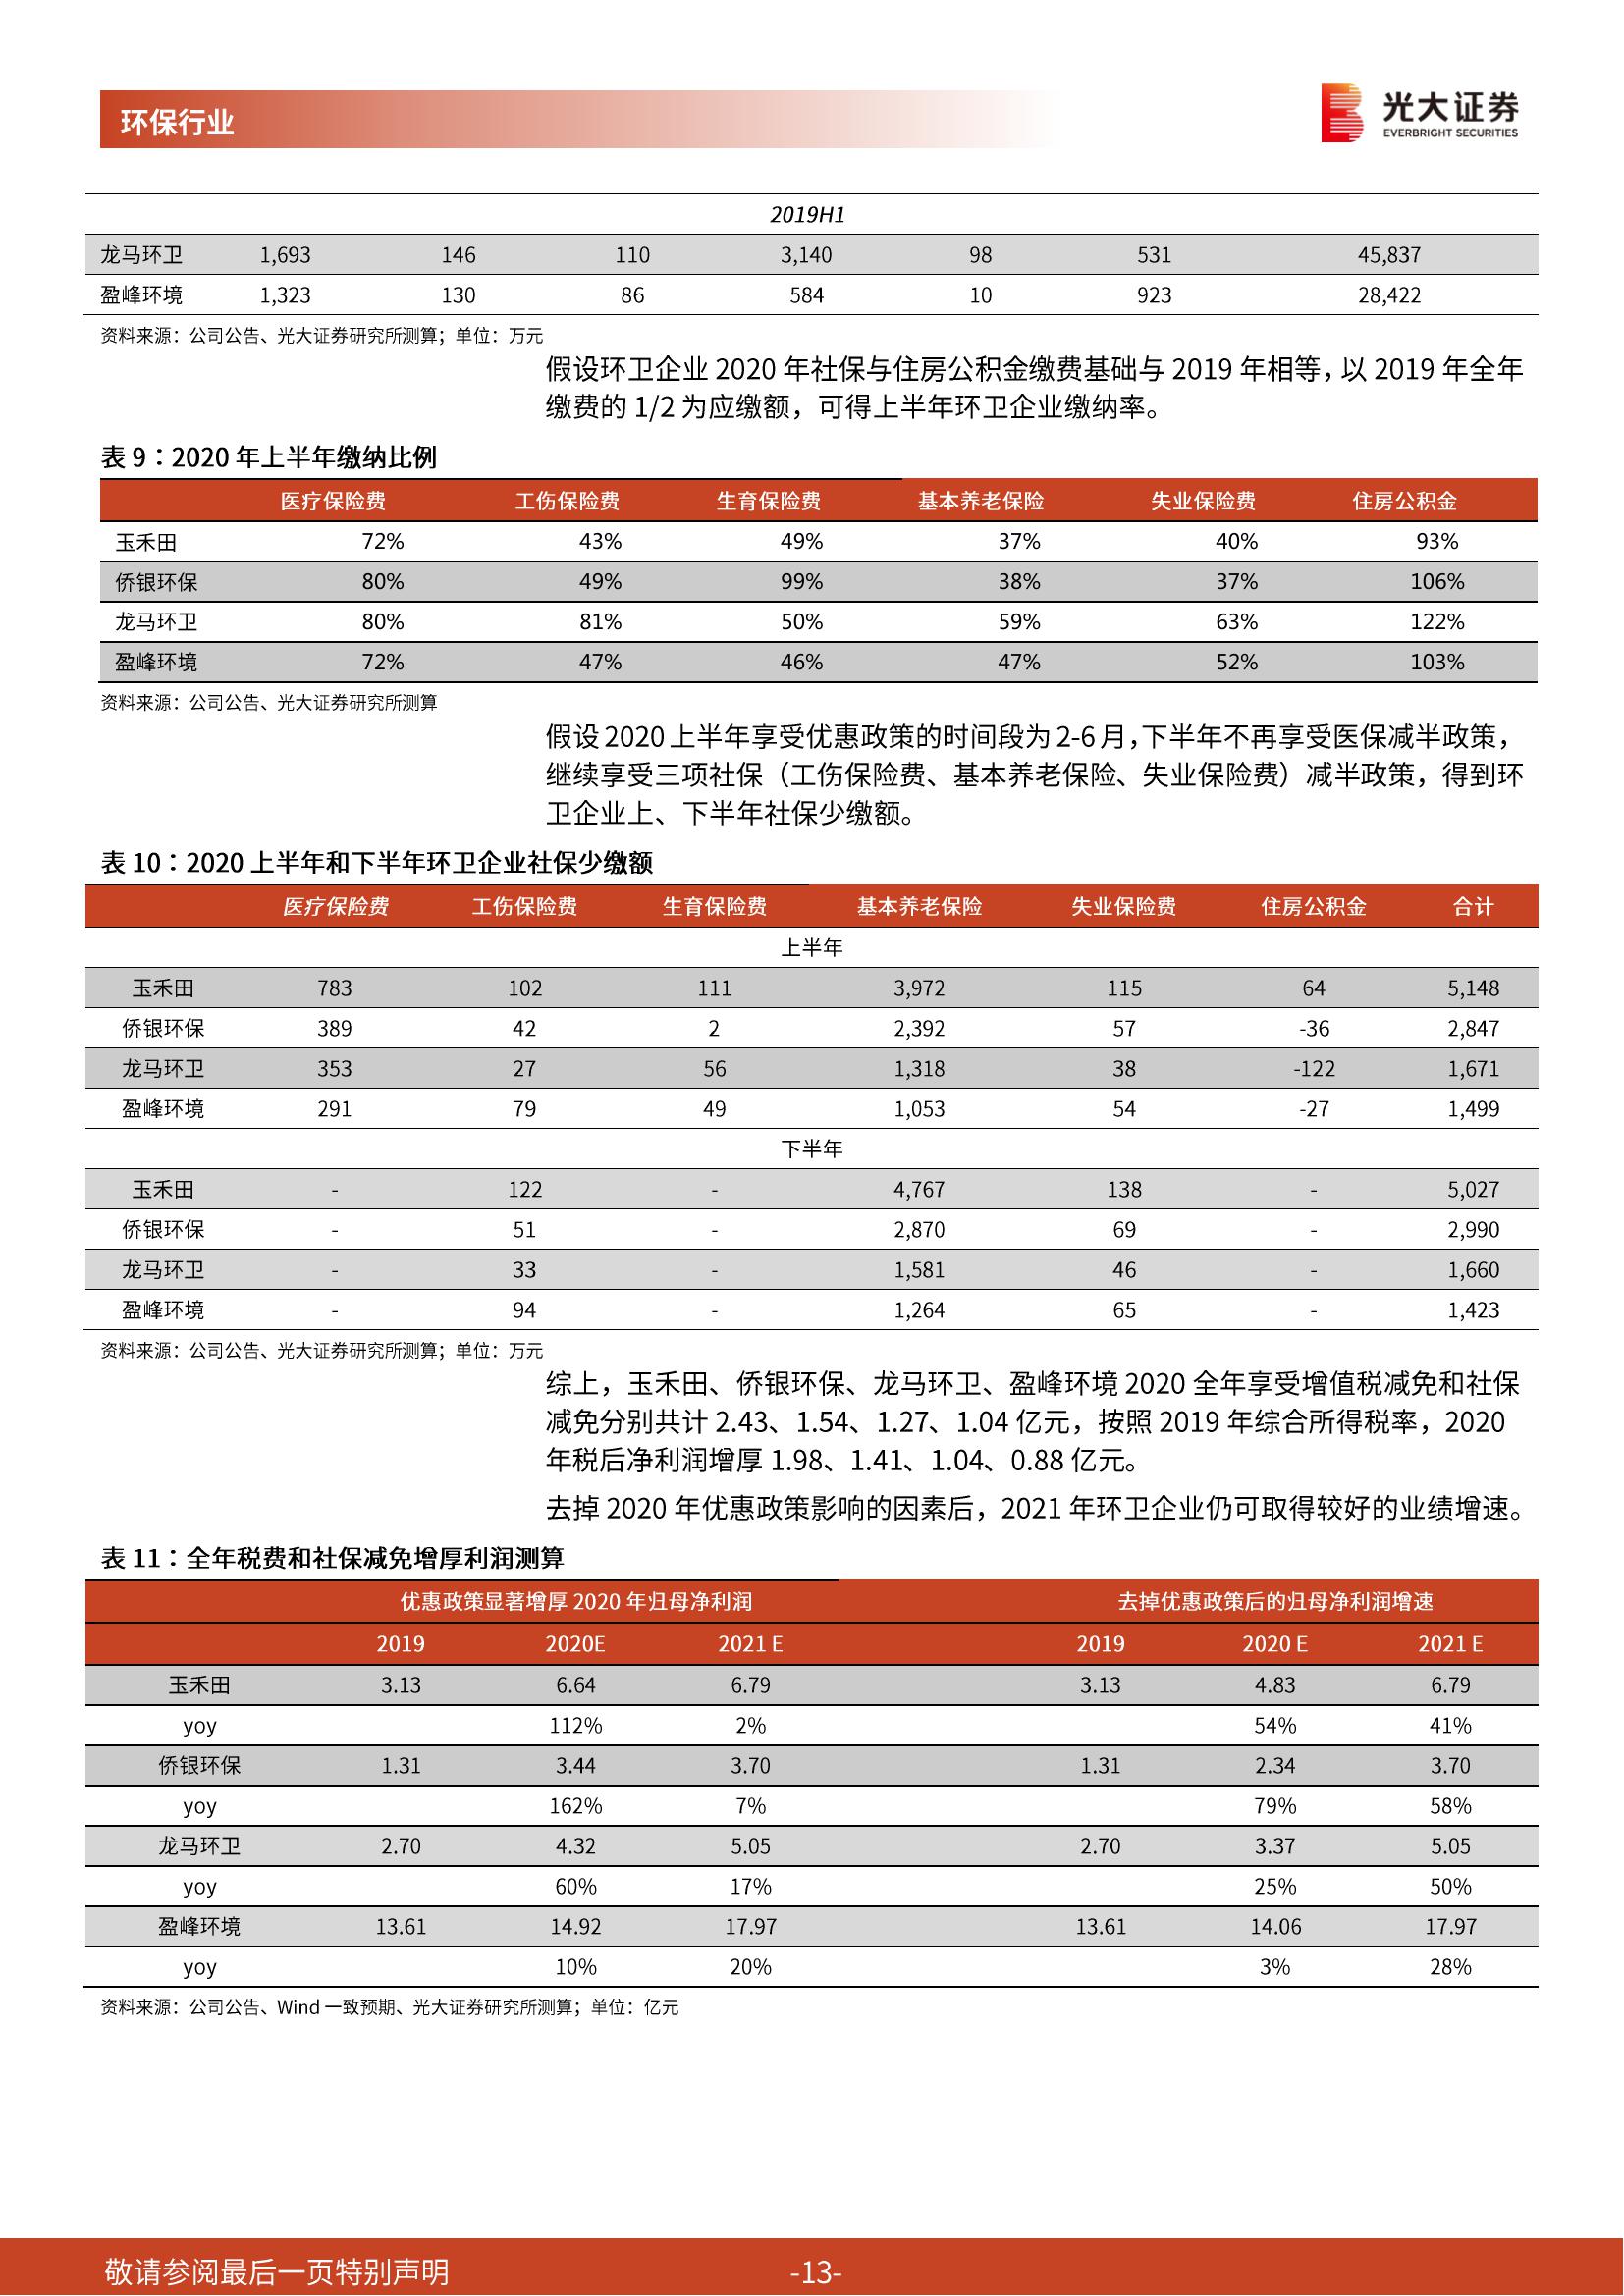 环保行业
光大证券
EVERBRIGHT SECURITIES
2019H1
龙马环卫 1,693 146 110 3,140 98 531 45,837
盈峰环境 1,323 130 86 584 10 923 28,422
资料来源：公司公告、光大证券研究所测算；单位：万元
假设环卫企业 2020 年社保与住房公积金缴费基础与 2019 年相等，以 2019 年全年
缴费的 1/2 为应缴额，可得上半年环卫企业缴纳率。
表 9：2020 年上半年缴纳比例
医疗保险费 工伤保险费 生育保险费 基本养老保险 失业保险费 住房公积金
玉禾田 72% 43% 49% 37% 40% 93%
侨银环保 80% 49% 99% 38% 37% 106%
龙马环卫 80% 81% 50% 59% 63% 122%
盈峰环境 72% 47% 46% 47% 52% 103%
资料来源：公司公告、光大证券研究所测算
假设 2020 上半年享受优惠政策的时间段为 2-6 月，下半年不再享受医保减半政策，
继续享受三项社保（工伤保险费、基本养老保险、失业保险费）减半政策，得到环
卫企业上、下半年社保少缴额。
表 10：2020 上半年和下半年环卫企业社保少缴额
医疗保险费 工伤保险费 生育保险费 基本养老保险 失业保险费 住房公积金 合计
上半年
玉禾田 783 102 111 3,972 115 64 5,148
侨银环保 389 42 2 2,392 57 -36 2,847
龙马环卫 353 27 56 1,318 38 -122 1,671
盈峰环境 291 79 49 1,053 54 -27 1,499
下半年
玉禾田 - 122 - 4,767 138 - 5,027
侨银环保 - 51 - 2,870 69 - 2,990
龙马环卫 - 33 - 1,581 46 - 1,660
盈峰环境 - 94 - 1,264 65 - 1,423
资料来源：公司公告、光大证券研究所测算；单位：万元
综上，玉禾田、侨银环保、龙马环卫、盈峰环境 2020 全年享受增值税减免和社保
减免分别共计 2.43、1.54、1.27、1.04 亿元，按照 2019 年综合所得税率，2020
年税后净利润增厚 1.98、1.41、1.04、0.88 亿元。
去掉 2020 年优惠政策影响的因素后，2021 年环卫企业仍可取得较好的业绩增速。
表 11：全年税费和社保减免增厚利润测算
优惠政策显著增厚 2020 年归母净利润 去掉优惠政策后的归母净利润增速
2019 2020E 2021 E 2019 2020 E 2021 E
玉禾田 3.13 6.64 6.79 3.13 4.83 6.79
yoy 112% 2% 54% 41%
侨银环保 1.31 3.44 3.70 1.31 2.34 3.70
yoy 162% 7% 79% 58%
龙马环卫 2.70 4.32 5.05 2.70 3.37 5.05
yoy 60% 17% 25% 50%
盈峰环境 13.61 14.92 17.97 13.61 14.06 17.97
yoy 10% 20% 3% 28%
资料来源：公司公告、Wind 一致预期、光大证券研究所测算；单位：亿元
敬请参阅最后一页特别声明 -13-